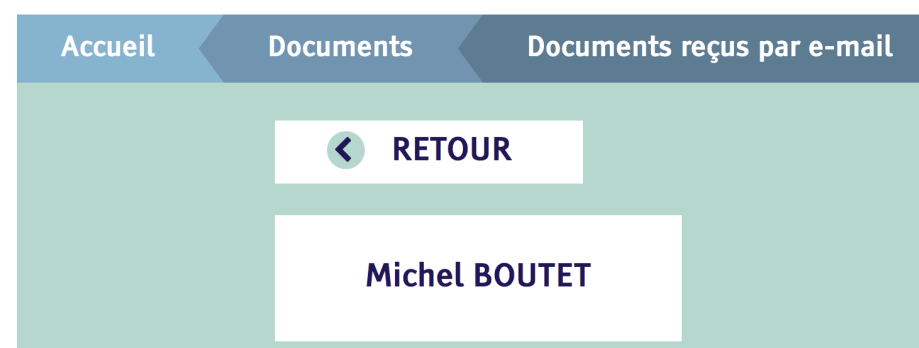 Accueil Documents Documents reçus par e-mail
RETOUR
Michel BOUTET